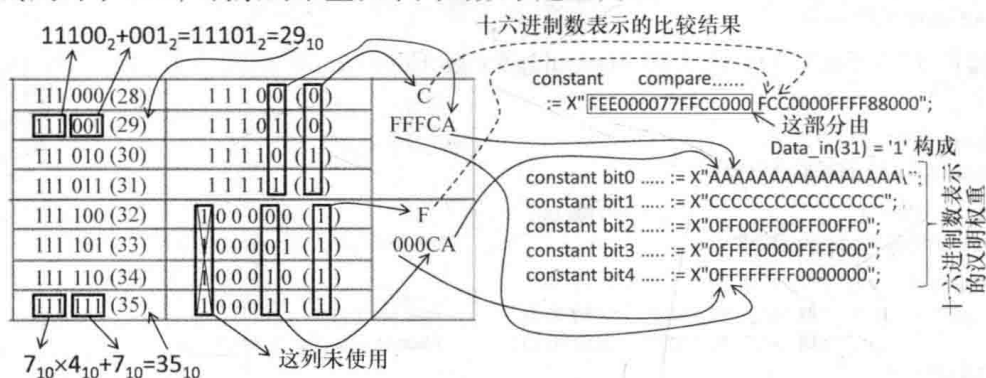 十六进制数表示的比较结果
11100₂+001₂=11101₂=29₁₀
constant compare......
:= X"FEE000077FFCC000FCC0000FFFF88000";
这部分由
Data_in(31) = '1' 构成
111 000 (28) 1 1 1 0 0 (0) C
111 001 (29) 1 1 1 0 1 (0) FFFCA
111 010 (30) 1 1 1 1 0 (1)
111 011 (31) 1 1 1 1 1 (1)
111 100 (32) 1 0 0 0 0 0 (1) F
111 101 (33) 1 0 0 0 0 1 (1) 000CA
111 110 (34) 1 0 0 0 1 0 (1)
111 111 (35) 1 0 0 0 1 1 (1)
constant bit0 ..... := X"AAAAAAAAAAAAAAAA\";
constant bit1 ..... := X"CCCCCCCCCCCCCCCC";
constant bit2 ..... := X"0FF00FF00FF00FF0";
constant bit3 ..... := X"0FFFF0000FFFF000";
constant bit4 ..... := X"0FFFFFFFF0000000";
十六进制数表示
的汉明权重
这列未使用
7₁₀×4₁₀+7₁₀=35₁₀